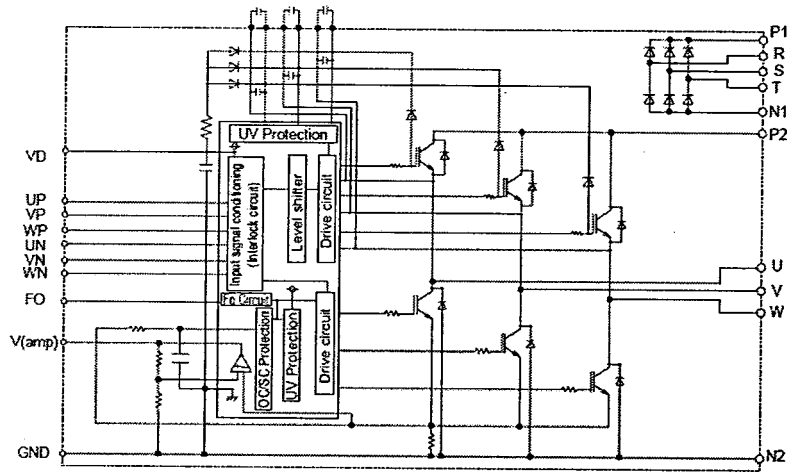 P1
R
S
T
N1
P2
UV Protection
VD
UP
VP
WP
UN
VN
WN
FO
Input signal conditioning
(Interlock circuit)
Level shifter
Drive circuit
U
V
W
Fo Circuit
OC/SC Protection
UV Protection
Drive circuit
V(amp)
GND
N2